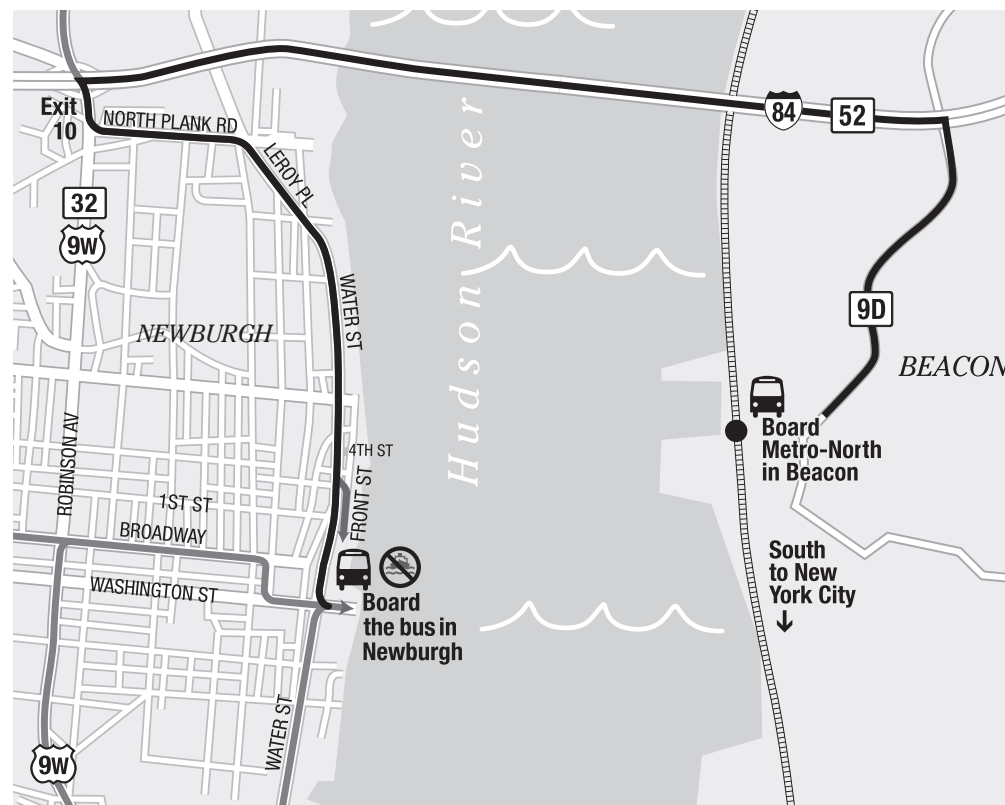 Exit
10
NORTH PLANK RD
LEROY PL
84
52
32
9W
Hudson River
WATER ST
NEWBURGH
9D
BEACON
Board
Metro-North
in Beacon
ROBINSON AV
4TH ST
FRONT ST
1ST ST
BROADWAY
WASHINGTON ST
Board
the bus in
Newburgh
South
to New
York City
WATER ST
9W